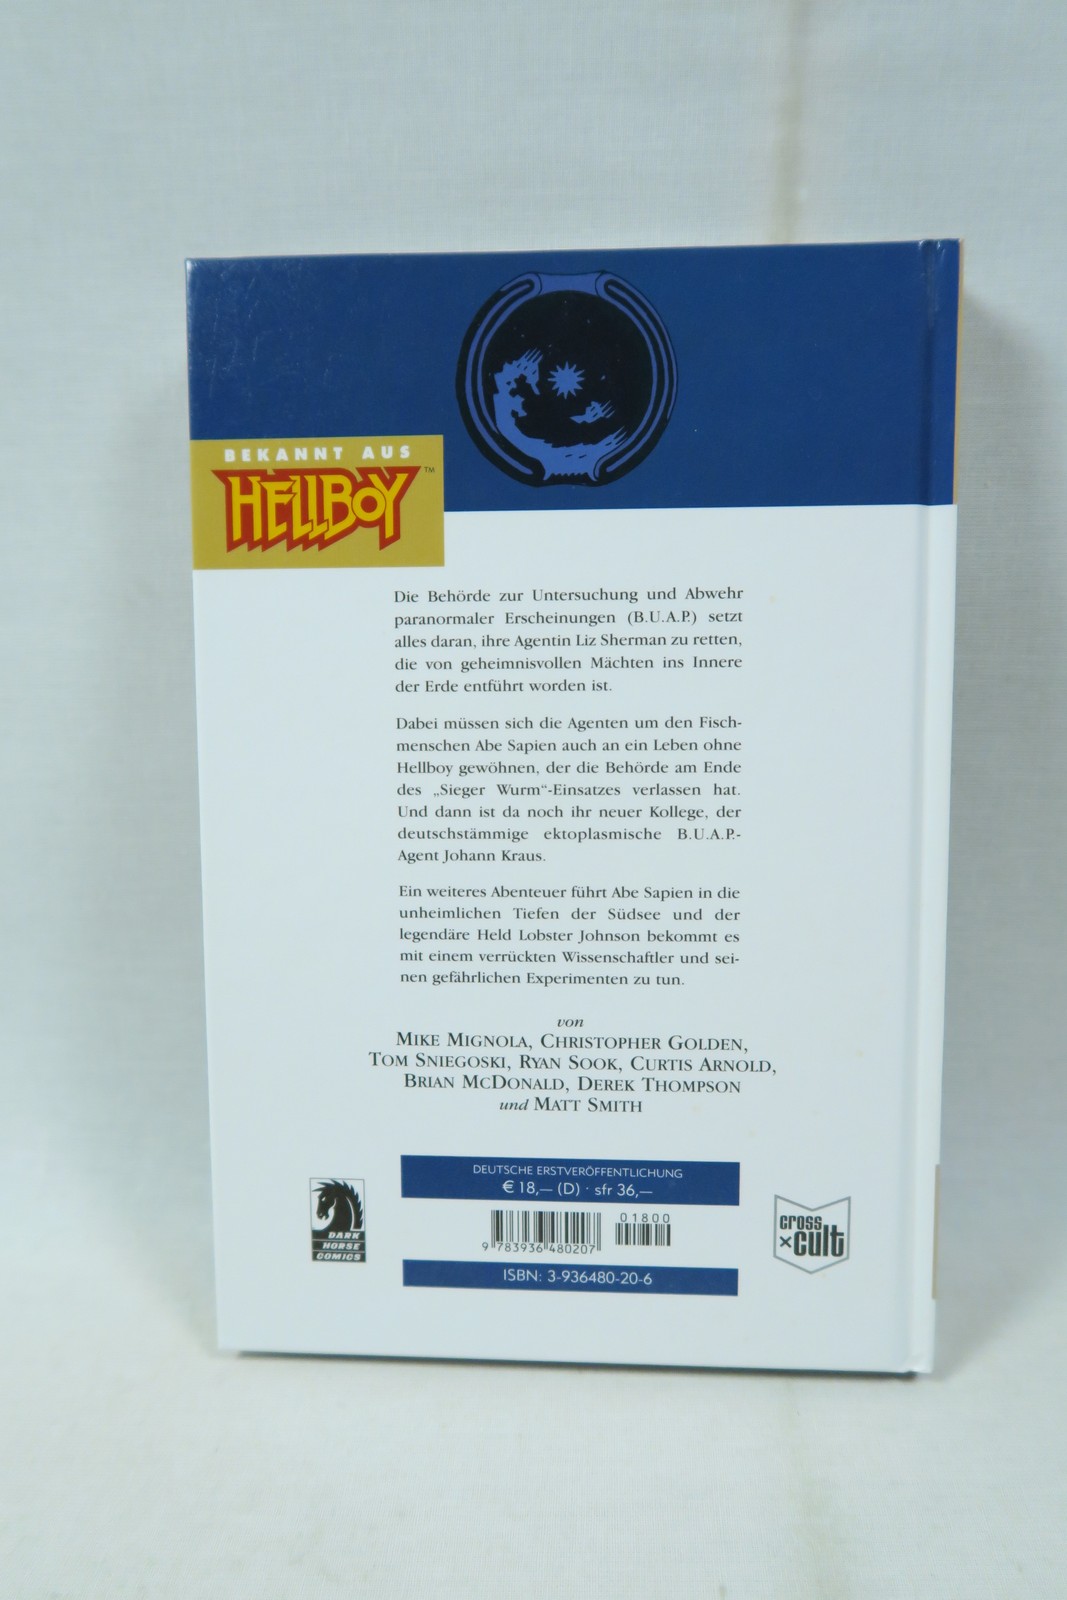 BEKANNT AUS
HELLBOY™
Die Behörde zur Untersuchung und Abwehr
paranormaler Erscheinungen (B.U.A.P.) setzt
alles daran, ihre Agentin Liz Sherman zu retten,
die von geheimnisvollen Mächten ins Innere
der Erde entführt worden ist.
Dabei müssen sich die Agenten um den Fisch-
menschen Abe Sapien auch an ein Leben ohne
Hellboy gewöhnen, der die Behörde am Ende
des „Sieger Wurm“-Einsatzes verlassen hat.
Und dann ist da noch ihr neuer Kollege, der
deutschstämmige ektoplasmische B.U.A.P.-
Agent Johann Kraus.
Ein weiteres Abenteuer führt Abe Sapien in die
unheimlichen Tiefen der Südsee und der
legendäre Held Lobster Johnson bekommt es
mit einem verrückten Wissenschaftler und sei-
nen gefährlichen Experimenten zu tun.
von
MIKE MIGNOLA, CHRISTOPHER GOLDEN,
TOM SNIEGOSKI, RYAN SOOK, CURTIS ARNOLD,
BRIAN MCDONALD, DEREK THOMPSON
und MATT SMITH
DEUTSCHE ERSTVERÖFFENTLICHUNG
€ 18,— (D) · sfr 36,—
01800
9 783936 480207
ISBN: 3-936480-20-6
DARK
HORSE
COMICS
cross
×cult